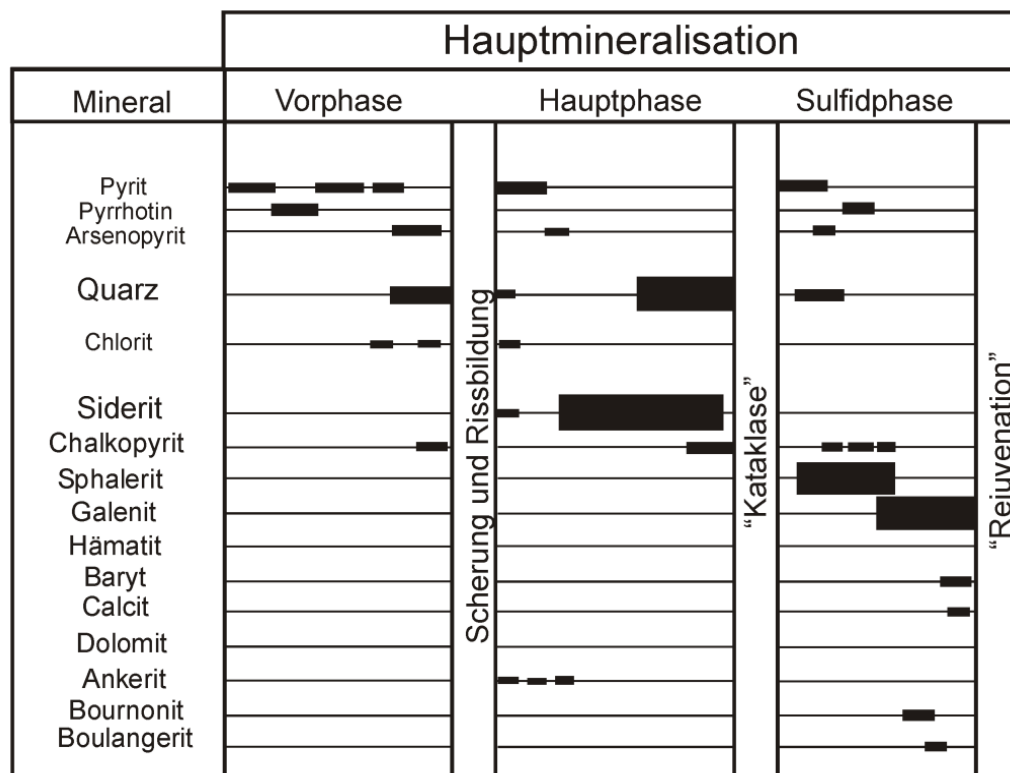 Hauptmineralisation
Mineral
Vorphase
Hauptphase
Sulfidphase
Pyrit
Pyrrhotin
Arsenopyrit
Quarz
Chlorit
Siderit
Chalkopyrit
Sphalerit
Galenit
Hämatit
Baryt
Calcit
Dolomit
Ankerit
Bournonit
Boulangerit
Scherung und Rissbildung
“Kataklase”
“Rejuvenation”